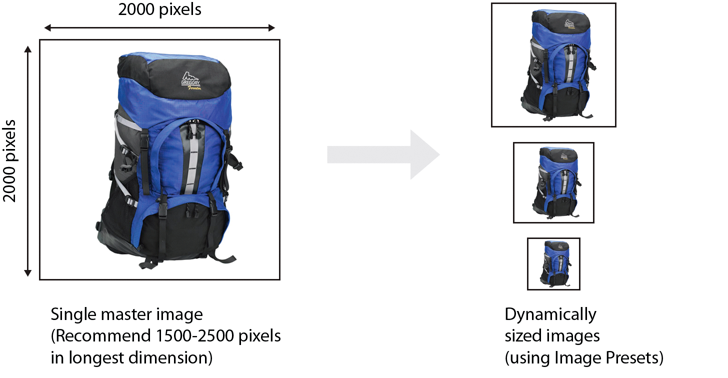 2000 pixels
2000 pixels
GREGORY
Single master image
(Recommend 1500-2500 pixels
in longest dimension)
Dynamically
sized images
(using Image Presets)